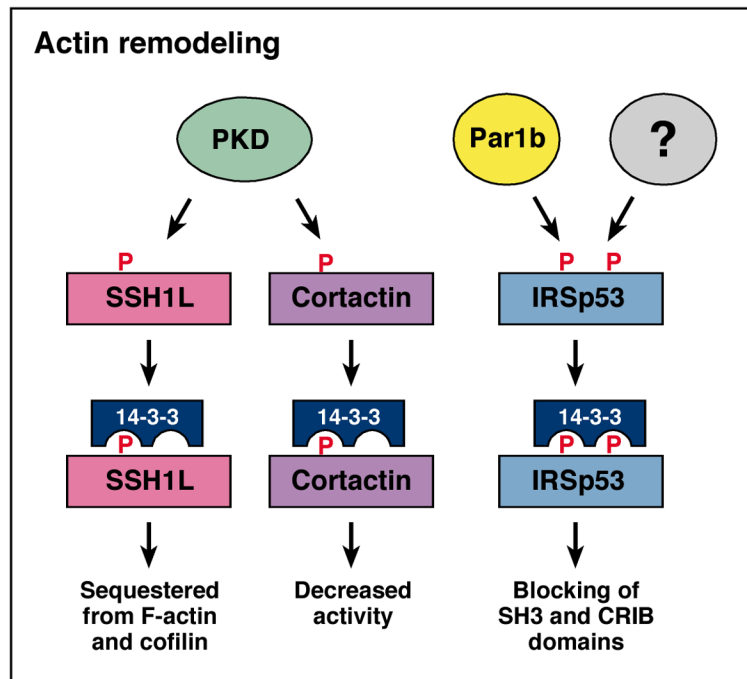 Actin remodeling
PKD
Par1b
?
P
P
P
P
SSH1L
Cortactin
IRSp53
14-3-3
14-3-3
14-3-3
P
P
P
P
SSH1L
Cortactin
IRSp53
Sequestered
from F-actin
and cofilin
Decreased
activity
Blocking of
SH3 and CRIB
domains